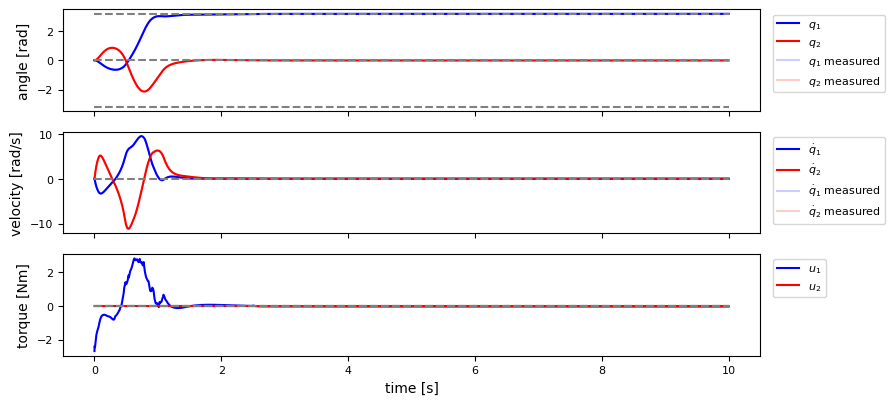 angle [rad]
2
0
−2
q₁
q₂
q₁ measured
q₂ measured
velocity [rad/s]
10
0
−10
q̇₁
q̇₂
q̇₁ measured
q̇₂ measured
torque [Nm]
2
0
−2
u₁
u₂
0 2 4 6 8 10
time [s]